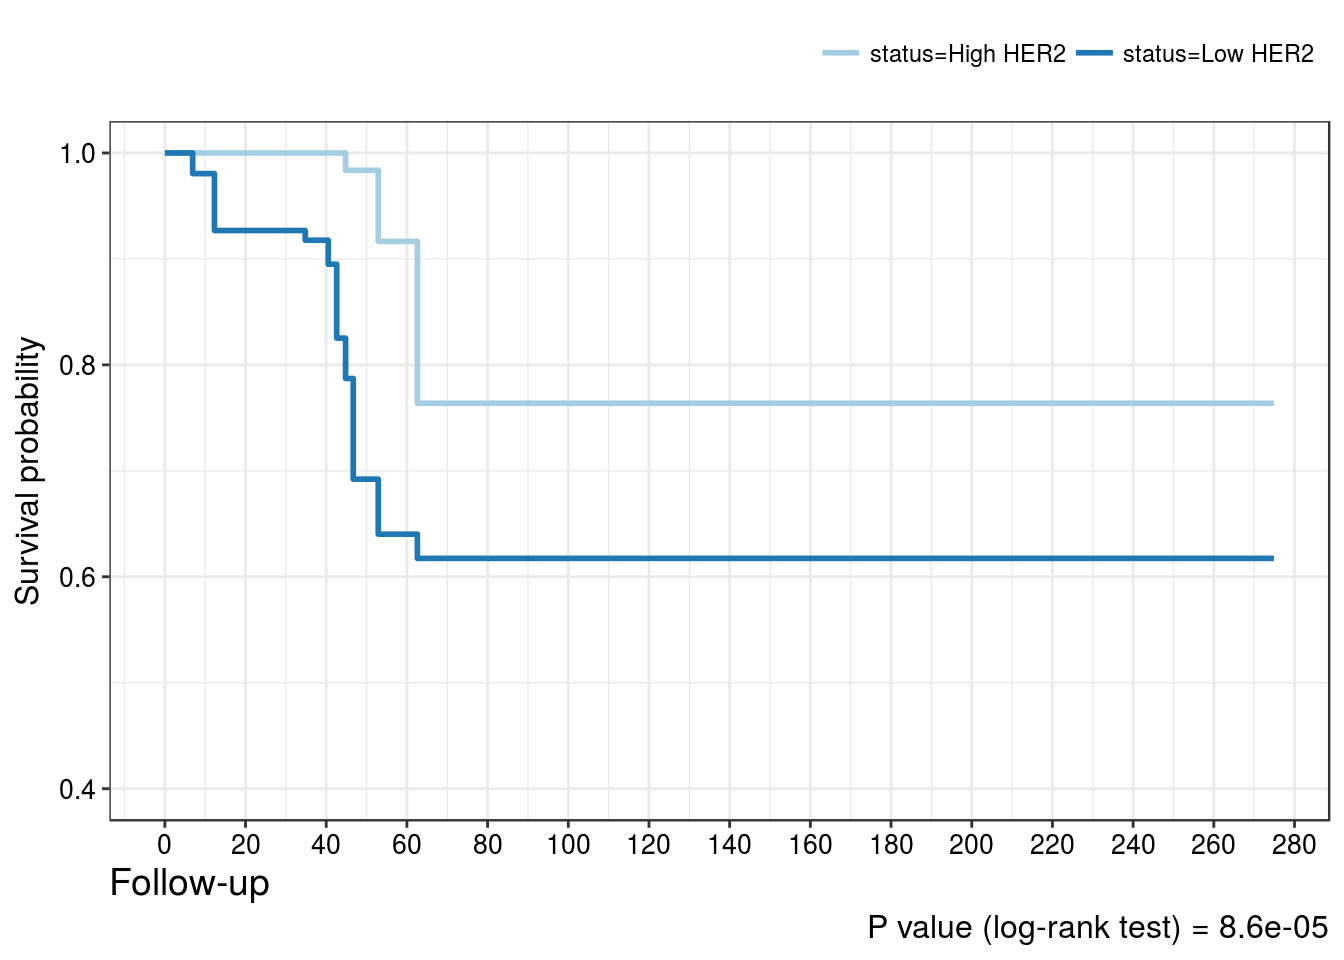 status=High HER2 status=Low HER2
1.0
0.8
0.6
0.4
Survival probability
0 20 40 60 80 100 120 140 160 180 200 220 240 260 280
Follow-up
P value (log-rank test) = 8.6e-05